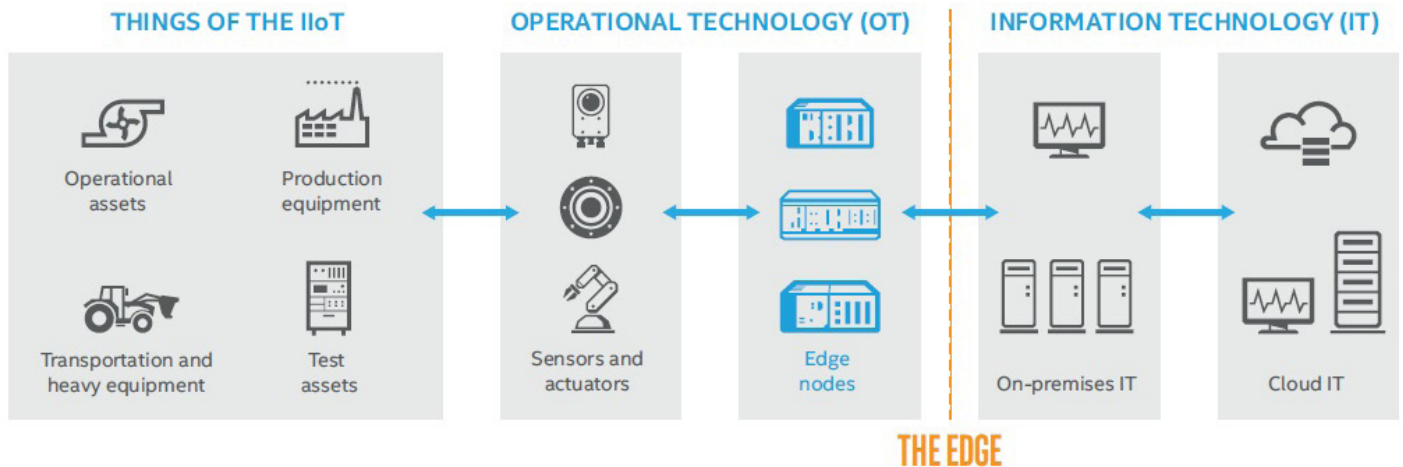 THINGS OF THE IIoT
OPERATIONAL TECHNOLOGY (OT)
INFORMATION TECHNOLOGY (IT)
Operational
assets
Production
equipment
Transportation and
heavy equipment
Test
assets
Sensors and
actuators
Edge
nodes
On-premises IT
Cloud IT
THE EDGE